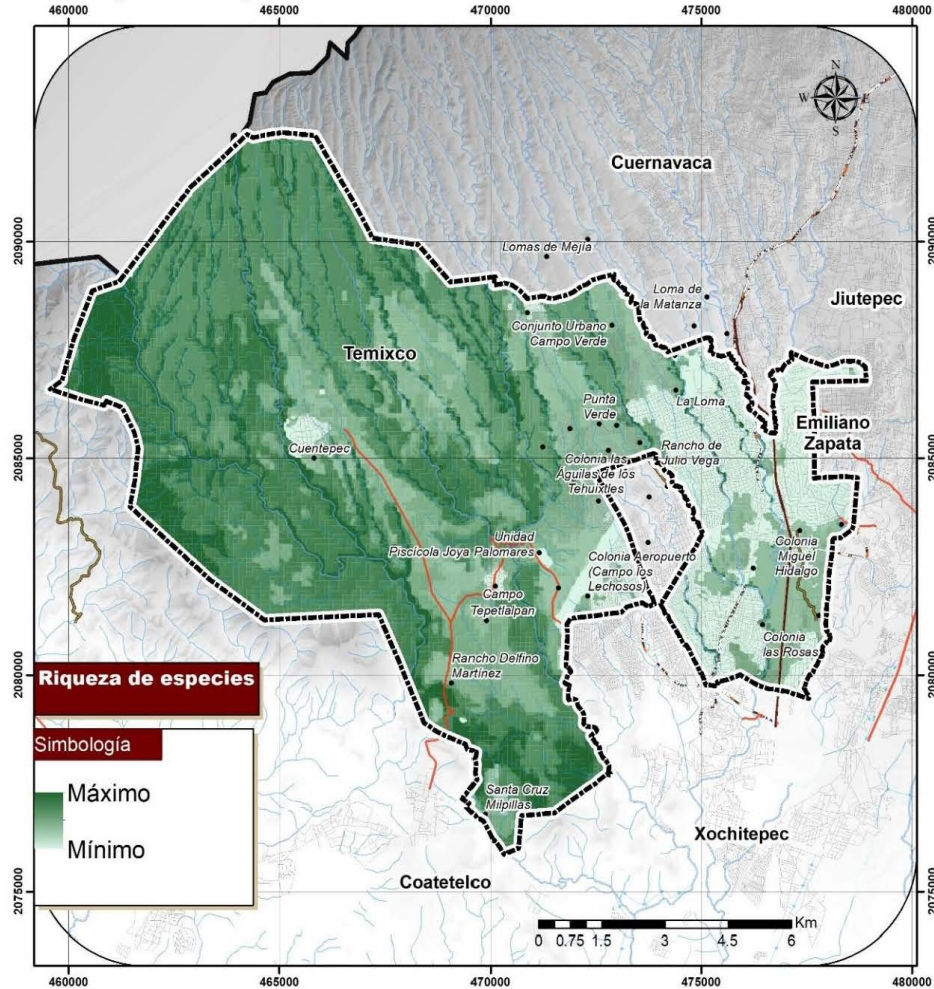 460000
465000
470000
475000
480000
N
W
E
S
Cuernavaca
2090000
2090000
Lomas de Mejía
Loma de
la Matanza
Jiutepec
Conjunto Urbano
Campo Verde
Temixco
La Loma
Punta
Verde
Emiliano
Zapata
Cuentepec
Rancho de
Julio Vega
2085000
2085000
Colonia las
Águilas de los
Tehuixtles
Unidad
Piscícola Joya Palomares
Colonia
Miguel
Hidalgo
Colonia Aeropuerto
(Campo los
Lechosos)
Campo
Tepetlalpan
Colonia
las Rosas
Rancho Delfino
Martínez
2080000
2080000
Riqueza de especies
Simbología
Máximo
Mínimo
Santa Cruz
Milpillas
Xochitepec
Coatetelco
2075000
2075000
Km
0 0.75 1.5 3 4.5 6
460000
465000
470000
475000
480000